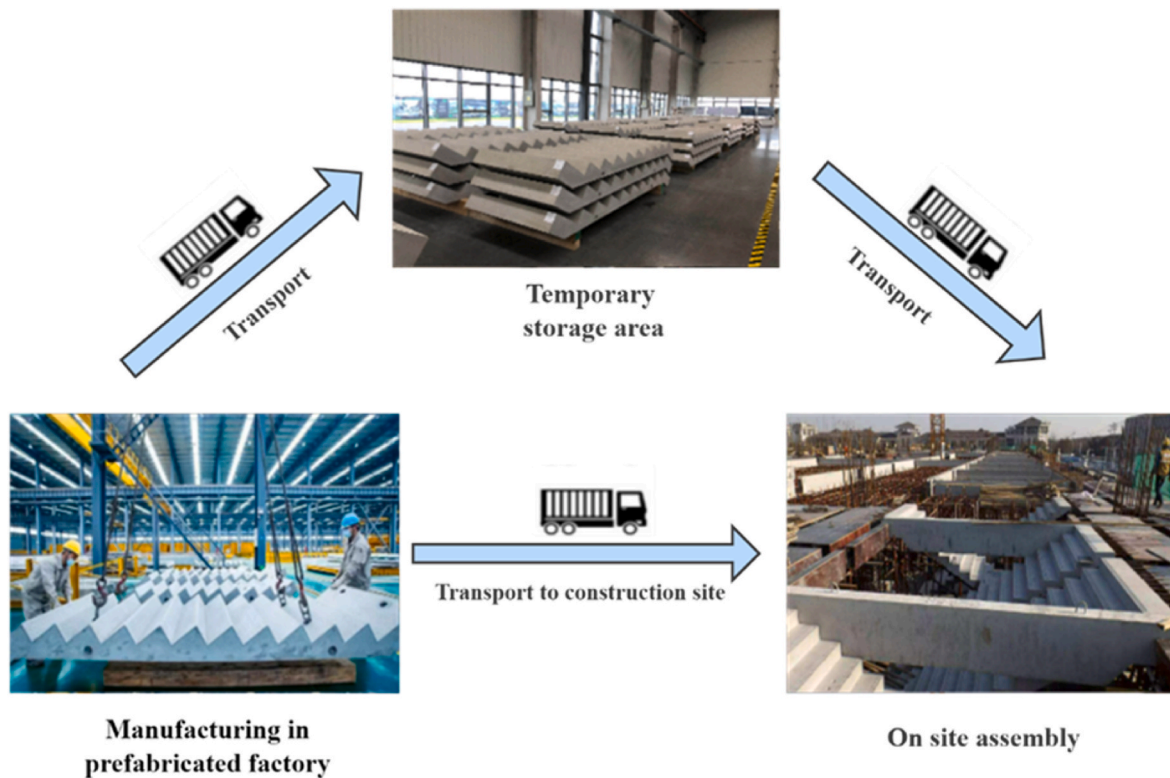 Transport
Temporary
storage area
Transport
Transport to construction site
Manufacturing in
prefabricated factory
On site assembly